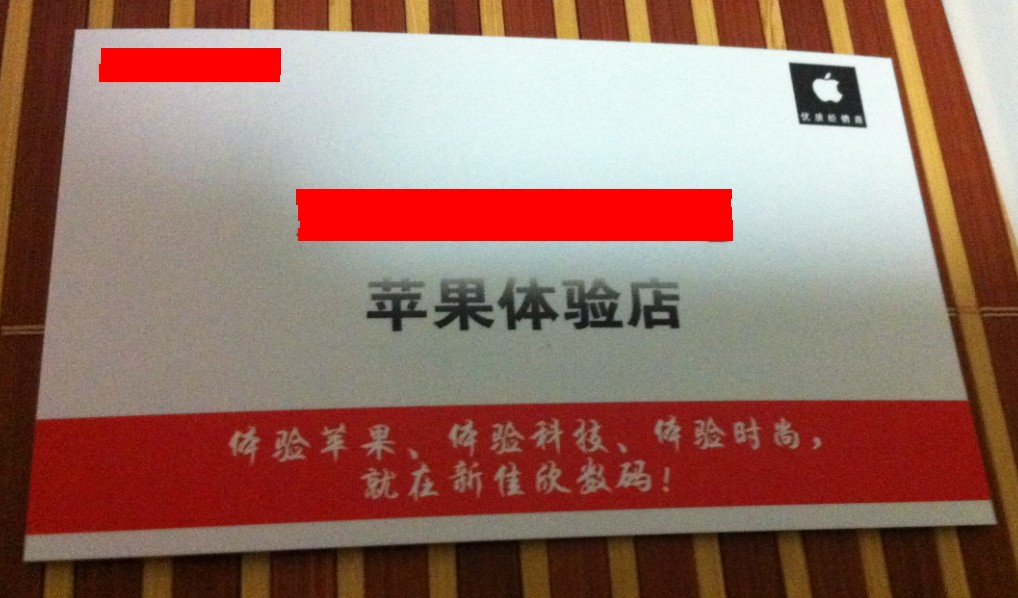 优质经销商
苹果体验店
体验苹果、体验科技、体验时尚，
就在新佳欣数码！